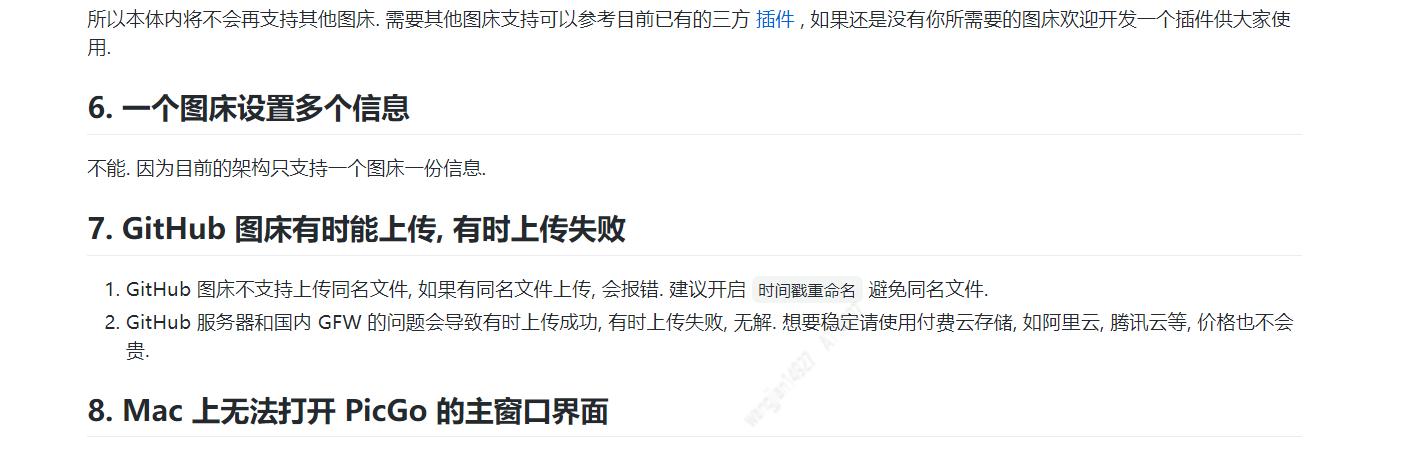 所以本体内将不会再支持其他图床. 需要其他图床支持可以参考目前已有的三方 插件 , 如果还是没有你所需要的图床欢迎开发一个插件供大家使
用.
6. 一个图床设置多个信息
不能. 因为目前的架构只支持一个图床一份信息.
7. GitHub 图床有时能上传, 有时上传失败
1. GitHub 图床不支持上传同名文件, 如果有同名文件上传, 会报错. 建议开启 时间戳重命名 避免同名文件.
2. GitHub 服务器和国内 GFW 的问题会导致有时上传成功, 有时上传失败, 无解. 想要稳定请使用付费云存储, 如阿里云, 腾讯云等, 价格也不会
贵.
wangjian14927
8. Mac 上无法打开 PicGo 的主窗口界面